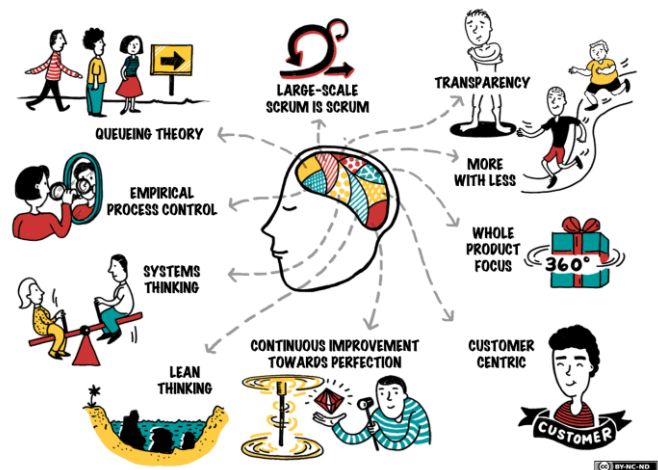 LARGE-SCALE
SCRUM IS SCRUM
TRANSPARENCY
QUEUEING THEORY
MORE
WITH LESS
EMPIRICAL
PROCESS CONTROL
WHOLE
PRODUCT
FOCUS
360°
SYSTEMS
THINKING
CONTINUOUS IMPROVEMENT
TOWARDS PERFECTION
CUSTOMER
CENTRIC
LEAN
THINKING
CUSTOMER
cc BY-NC-ND